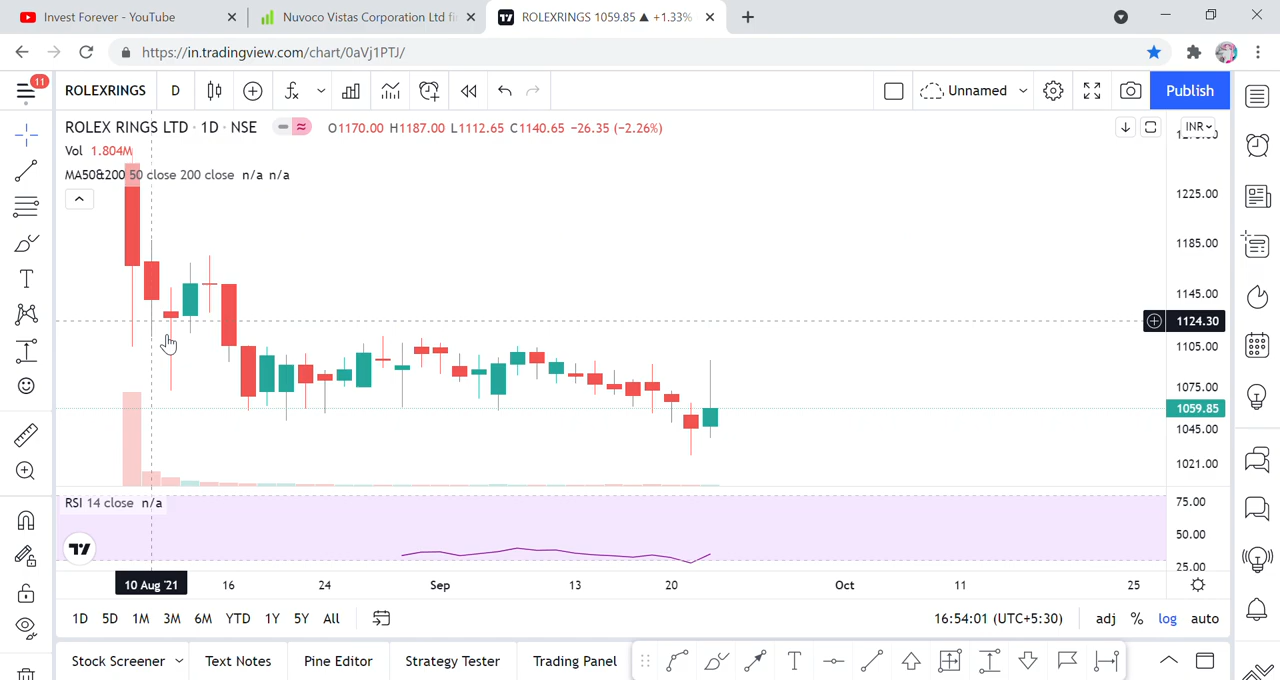 Invest Forever - YouTube
Nuvoco Vistas Corporation Ltd fi
ROLEXRINGS 1059.85 ▲ +1.33%
https://in.tradingview.com/chart/0aVj1PTJ/
11
ROLEXRINGS D
Unnamed
Publish
ROLEX RINGS LTD · 1D · NSE O1170.00 H1187.00 L1112.65 C1140.65 −26.35 (−2.26%)
INR
Vol 1.804M
MA50&200 50 close 200 close n/a n/a
1225.00
1185.00
1145.00
1124.30
1105.00
1075.00
1059.85
1045.00
1021.00
RSI 14 close n/a
75.00
50.00
25.00
10 Aug '21 16 24 Sep 13 20 Oct 11 25
1D 5D 1M 3M 6M YTD 1Y 5Y All
16:54:01 (UTC+5:30) adj % log auto
Stock Screener Text Notes Pine Editor Strategy Tester Trading Panel